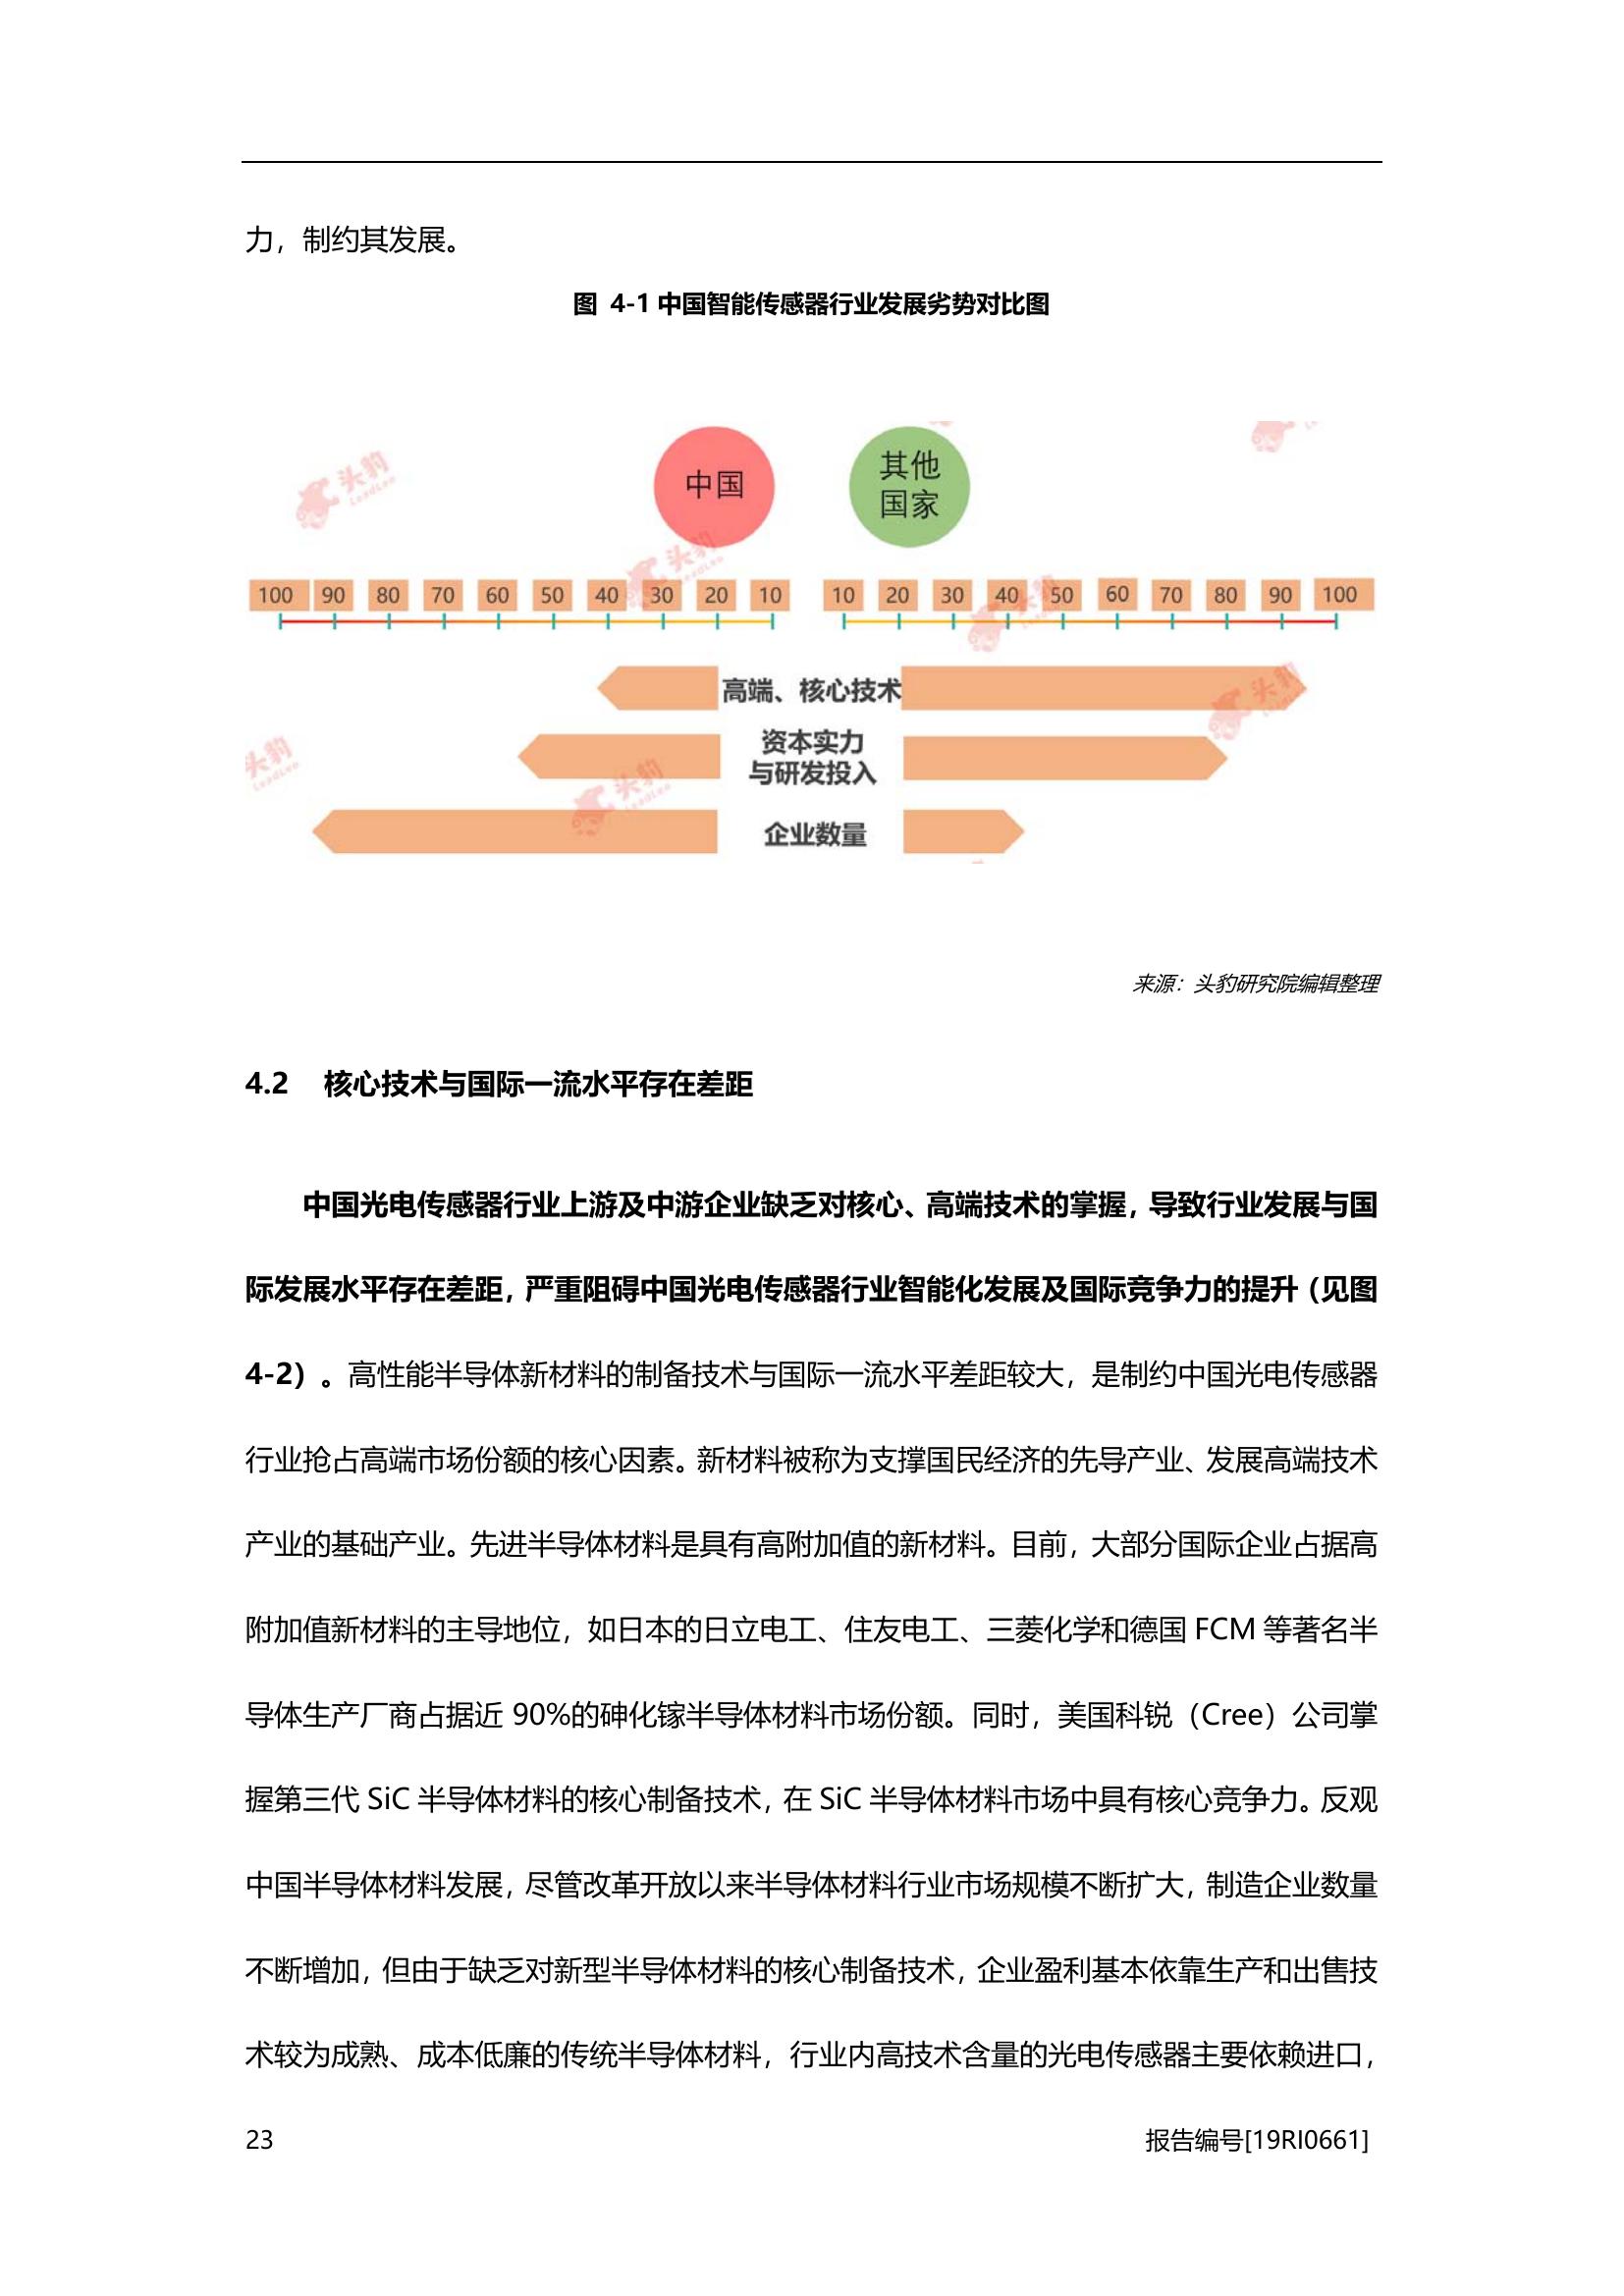 力，制约其发展。
图 4-1 中国智能传感器行业发展劣势对比图
中国
其他
国家
100 90 80 70 60 50 40 30 20 10 10 20 30 40 50 60 70 80 90 100
高端、核心技术
资本实力
与研发投入
企业数量
头豹
LeadLeo
头豹
LeadLeo
头豹
头豹
头豹
LeadLeo
头豹
LeadLeo
来源：头豹研究院编辑整理
4.2 核心技术与国际一流水平存在差距
中国光电传感器行业上游及中游企业缺乏对核心、高端技术的掌握，导致行业发展与国
际发展水平存在差距，严重阻碍中国光电传感器行业智能化发展及国际竞争力的提升（见图
4-2）。高性能半导体新材料的制备技术与国际一流水平差距较大，是制约中国光电传感器
行业抢占高端市场份额的核心因素。新材料被称为支撑国民经济的先导产业、发展高端技术
产业的基础产业。先进半导体材料是具有高附加值的新材料。目前，大部分国际企业占据高
附加值新材料的主导地位，如日本的日立电工、住友电工、三菱化学和德国 FCM 等著名半
导体生产厂商占据近 90%的砷化镓半导体材料市场份额。同时，美国科锐（Cree）公司掌
握第三代 SiC 半导体材料的核心制备技术，在 SiC 半导体材料市场中具有核心竞争力。反观
中国半导体材料发展，尽管改革开放以来半导体材料行业市场规模不断扩大，制造企业数量
不断增加，但由于缺乏对新型半导体材料的核心制备技术，企业盈利基本依靠生产和出售技
术较为成熟、成本低廉的传统半导体材料，行业内高技术含量的光电传感器主要依赖进口，
23 报告编号[19RI0661]